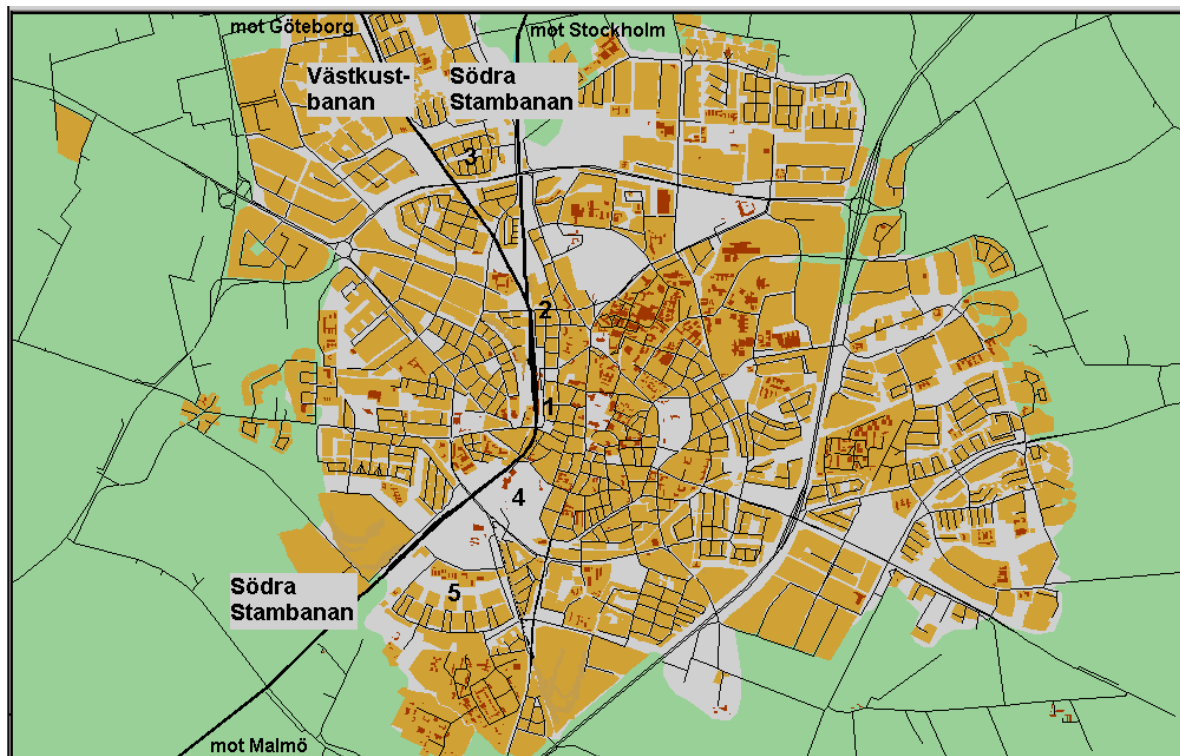 mot Göteborg
mot Stockholm
Västkust-
banan
Södra
Stambanan
3
2
1
4
Södra
Stambanan
5
mot Malmö